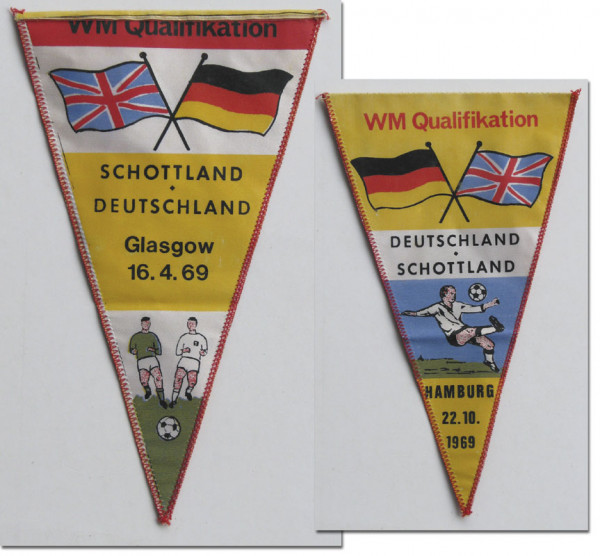 WM Qualifikation
SCHOTTLAND
•
DEUTSCHLAND
Glasgow
16.4.69
WM Qualifikation
DEUTSCHLAND
•
SCHOTTLAND
HAMBURG
22.10.
1969